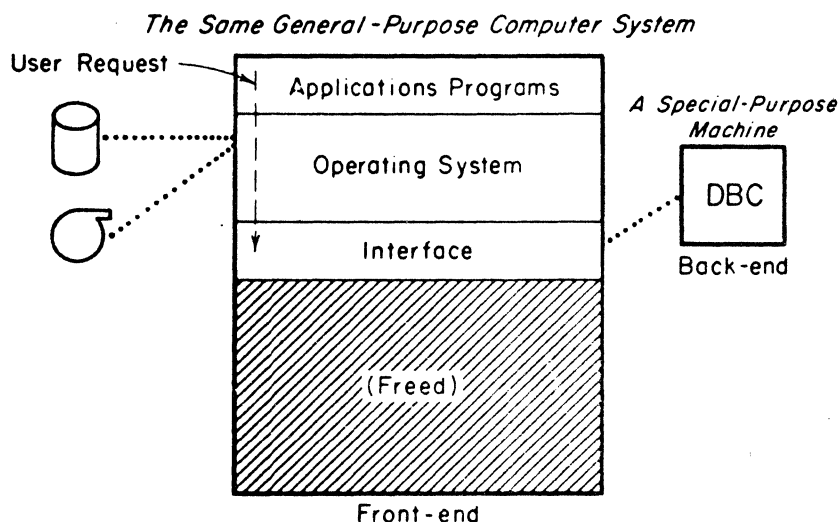 The Same General-Purpose Computer System
User Request
Applications Programs
A Special-Purpose
Machine
Operating System
DBC
Interface
Back-end
(Freed)
Front-end